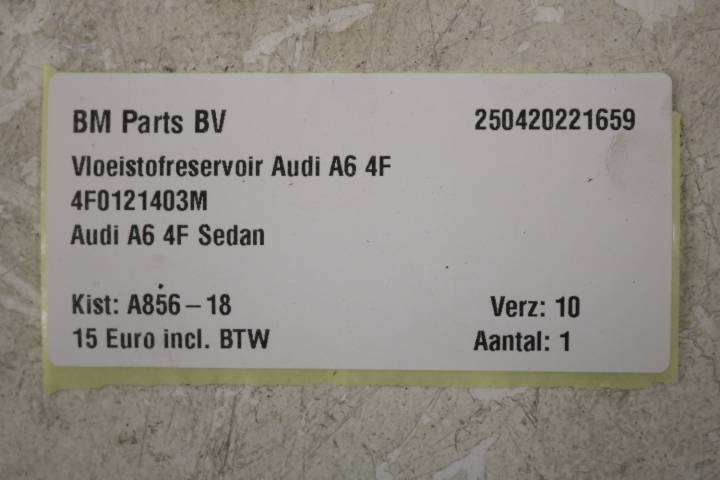 BM Parts BV 250420221659
Vloeistofreservoir Audi A6 4F
4F0121403M
Audi A6 4F Sedan
Kist: A856-18 Verz: 10
15 Euro incl. BTW Aantal: 1